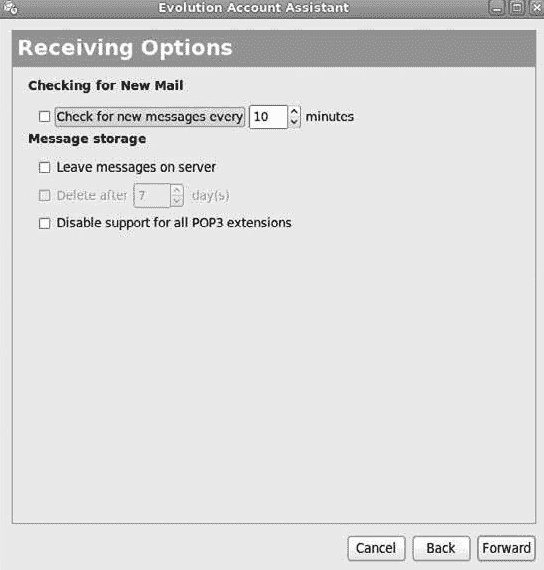 Evolution Account Assistant
Receiving Options
Checking for New Mail
Check for new messages every 10 minutes
Message storage
Leave messages on server
Delete after 7 day(s)
Disable support for all POP3 extensions
Cancel Back Forward